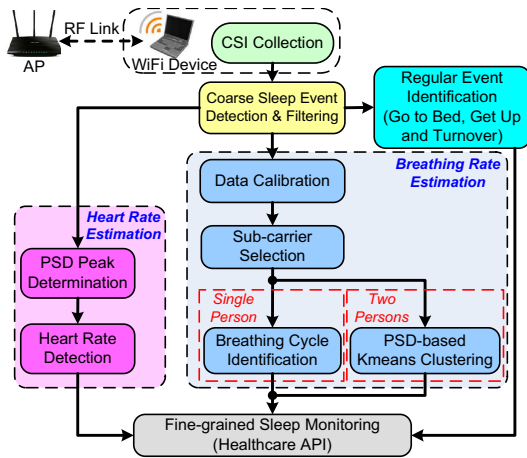 RF Link
AP
WiFi Device
CSI Collection
Coarse Sleep Event
Detection & Filtering
Regular Event
Identification
(Go to Bed, Get Up
and Turnover)
Breathing Rate
Estimation
Data Calibration
Sub-carrier
Selection
Heart Rate
Estimation
PSD Peak
Determination
Heart Rate
Detection
Single
Person
Two
Persons
Breathing Cycle
Identification
PSD-based
Kmeans Clustering
Fine-grained Sleep Monitoring
(Healthcare API)